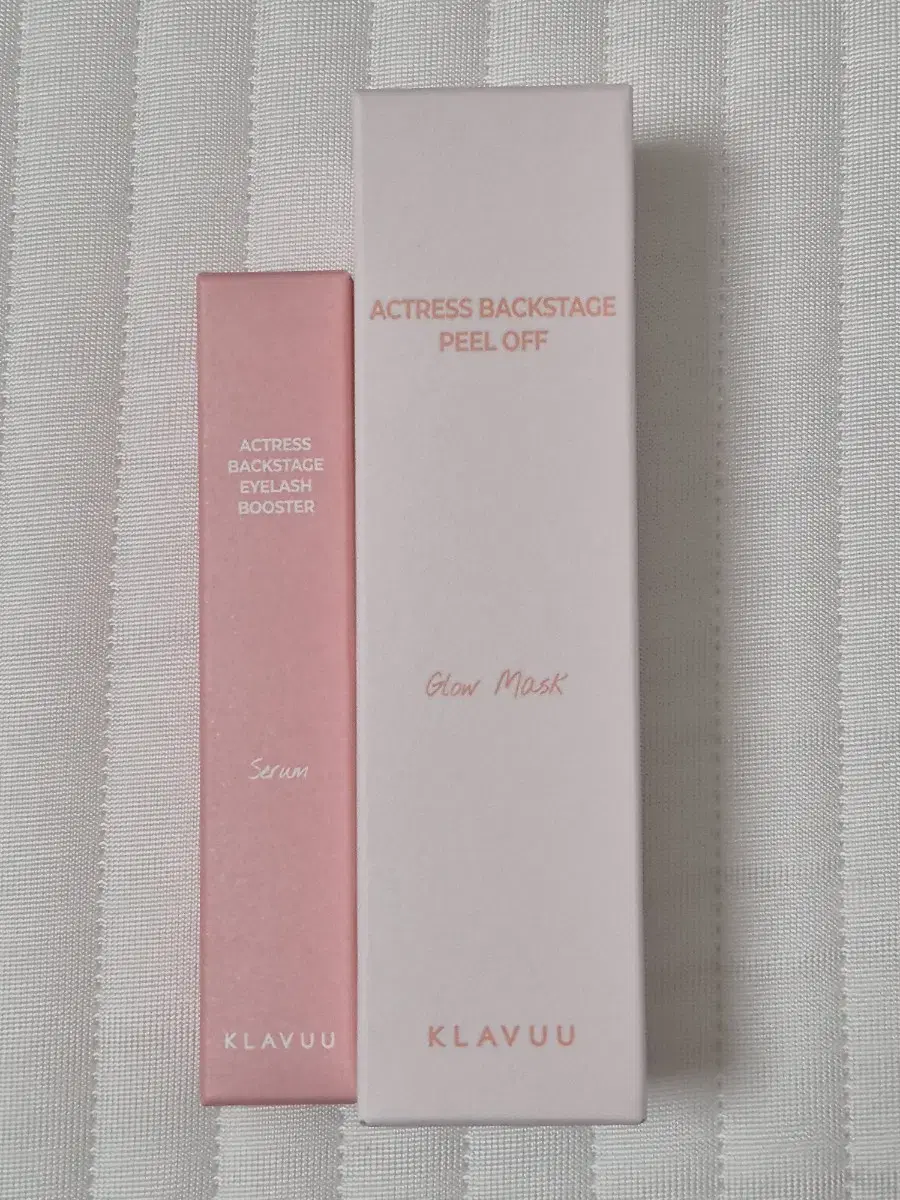 ACTRESS
BACKSTAGE
EYELASH
BOOSTER
Serum
KLAVUU
ACTRESS BACKSTAGE
PEEL OFF
Glow Mask
KLAVUU